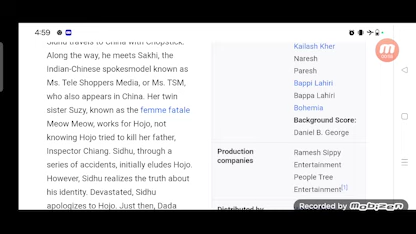 4:59
Sidhu travels to China with Chopstick.
Along the way, he meets Sakhi, the
Indian-Chinese spokesmodel known as
Ms. Tele Shoppers Media, or Ms. TSM,
who also appears in China. Her twin
sister Suzy, known as the femme fatale
Meow Meow, works for Hojo, not
knowing Hojo tried to kill her father,
Inspector Chiang. Sidhu, through a
series of accidents, initially eludes Hojo.
However, Sidhu realizes the truth about
his identity. Devastated, Sidhu
apologizes to Hojo. Just then, Dada
Kailash Kher
Naresh
Paresh
Bappi Lahiri
Bappa Lahiri
Bohemia
Background Score:
Daniel B. George
Production
companies
Ramesh Sippy
Entertainment
People Tree
Entertainment[1]
Distributed by
Recorded by mobizen